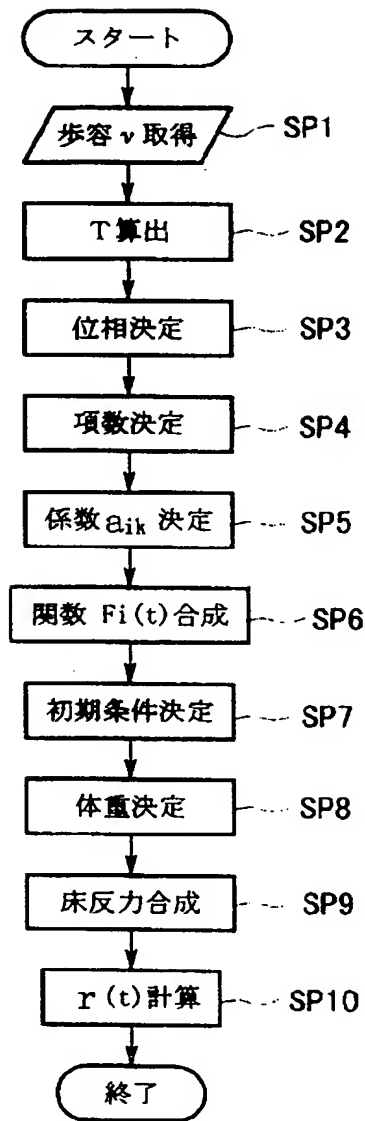 スタート
歩容 v 取得 SP1
T 算出 SP2
位相決定 SP3
項数決定 SP4
係数 aik 決定 SP5
関数 Fi(t)合成 SP6
初期条件決定 SP7
体重決定 SP8
床反力合成 SP9
r(t)計算 SP10
終了